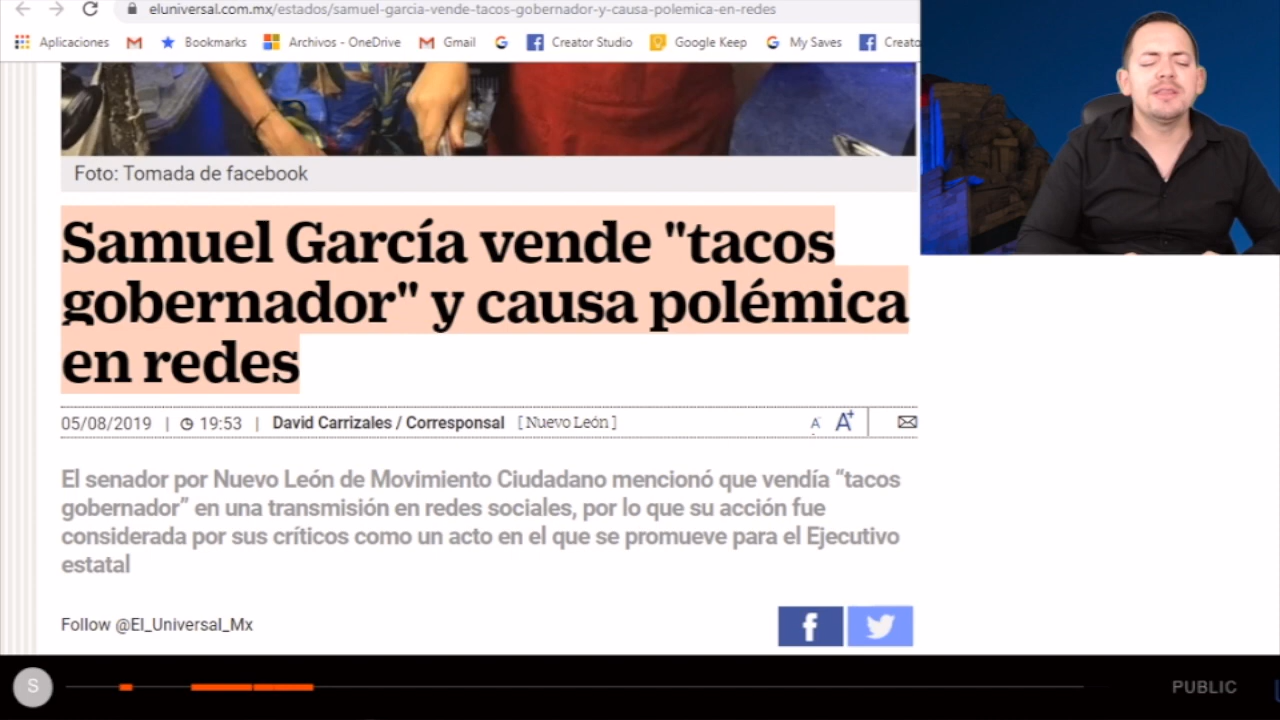 eluniversal.com.mx/estados/samuel-garcia-vende-tacos-gobernador-y-causa-polemica-en-redes
Aplicaciones Bookmarks Archivos - OneDrive Gmail Creator Studio Google Keep My Saves
Foto: Tomada de facebook
Samuel García vende "tacos
gobernador" y causa polémica
en redes
05/08/2019 | 19:53 | David Carrizales / Corresponsal [ Nuevo León ] A- A+
El senador por Nuevo León de Movimiento Ciudadano mencionó que vendía “tacos
gobernador” en una transmisión en redes sociales, por lo que su acción fue
considerada por sus críticos como un acto en el que se promueve para el Ejecutivo
estatal
Follow @El_Universal_Mx
S PUBLIC